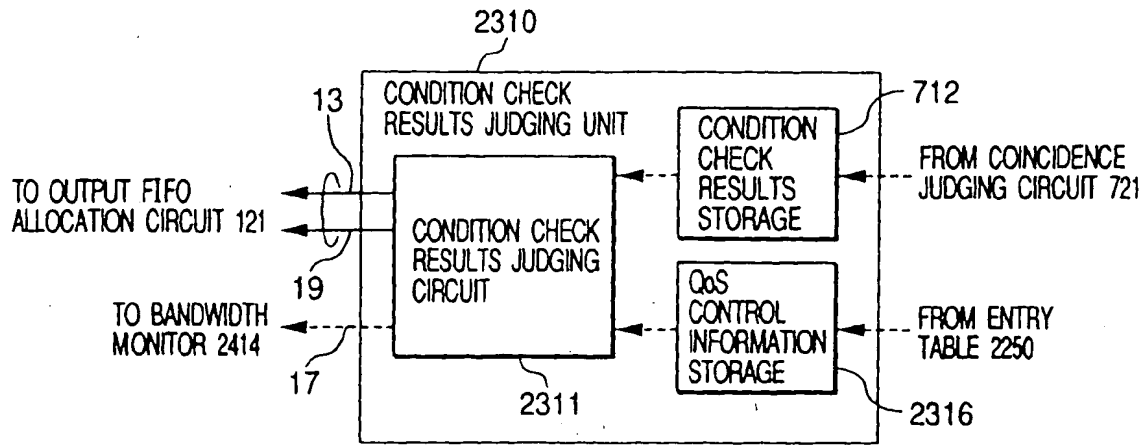 2310
CONDITION CHECK
RESULTS JUDGING UNIT
712
13
CONDITION
CHECK
RESULTS
STORAGE
FROM COINCIDENCE
JUDGING CIRCUIT 721
TO OUTPUT FIFO
ALLOCATION CIRCUIT 121
CONDITION CHECK
RESULTS JUDGING
CIRCUIT
19
QoS
CONTROL
INFORMATION
STORAGE
TO BANDWIDTH
MONITOR 2414
FROM ENTRY
TABLE 2250
17
2311
2316